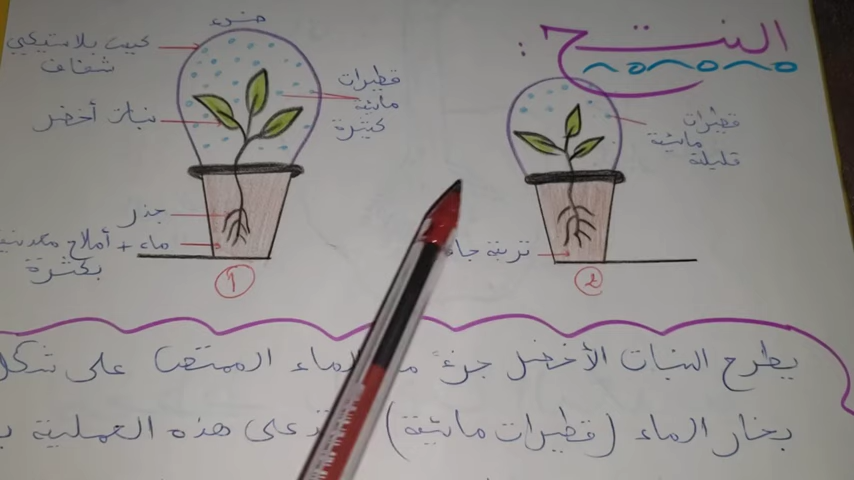 النتح :
ضوء
كيس بلاستيكي
شفاف
قطيرات
مائية
كثيرة
نبات أخضر
جذر
ماء + أملاح معدنية
بكثرة
1
قطيرات
مائية
قليلة
تربة
2
يطرح النبات الأخضر جزءً الماء الممتص على شكل
بخار الماء (قطيرات مائية) هذه العملية